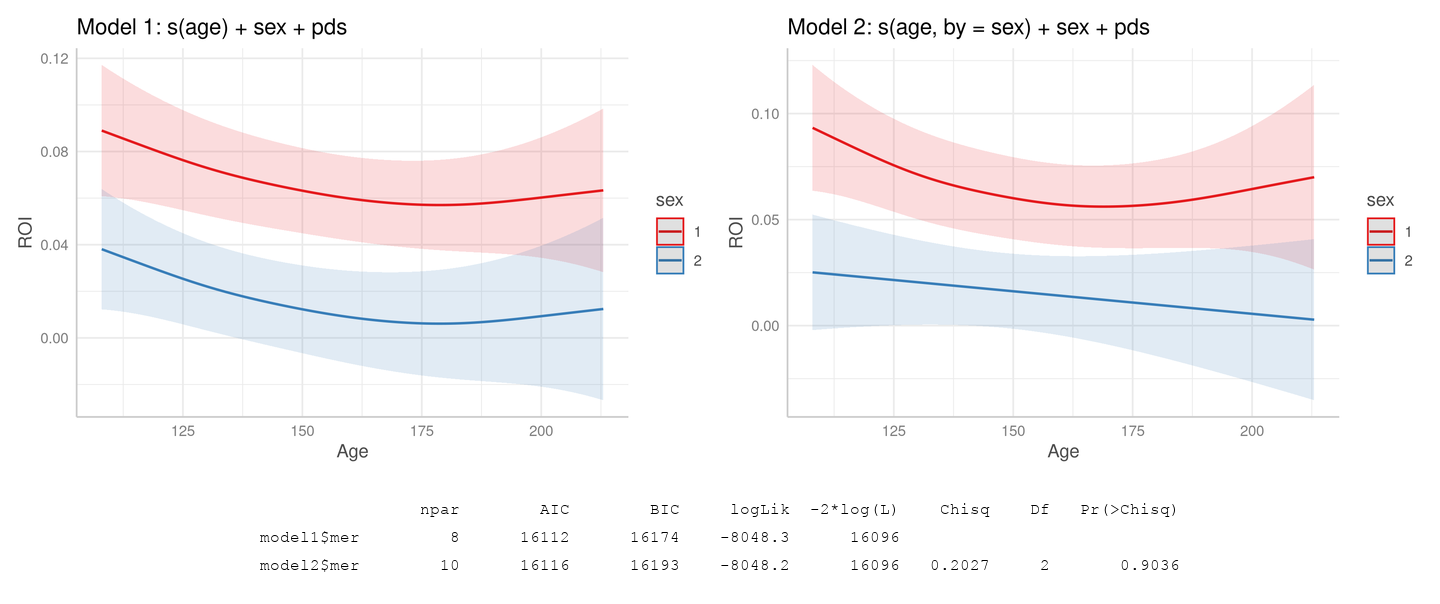 Model 1: s(age) + sex + pds
0.12
0.08
0.04
0.00
ROI
125 150 175 200
Age
sex
1
2
Model 2: s(age, by = sex) + sex + pds
0.10
0.05
0.00
ROI
125 150 175 200
Age
sex
1
2
npar AIC BIC logLik -2*log(L) Chisq Df Pr(>Chisq)
model1$mer 8 16112 16174 -8048.3 16096
model2$mer 10 16116 16193 -8048.2 16096 0.2027 2 0.9036